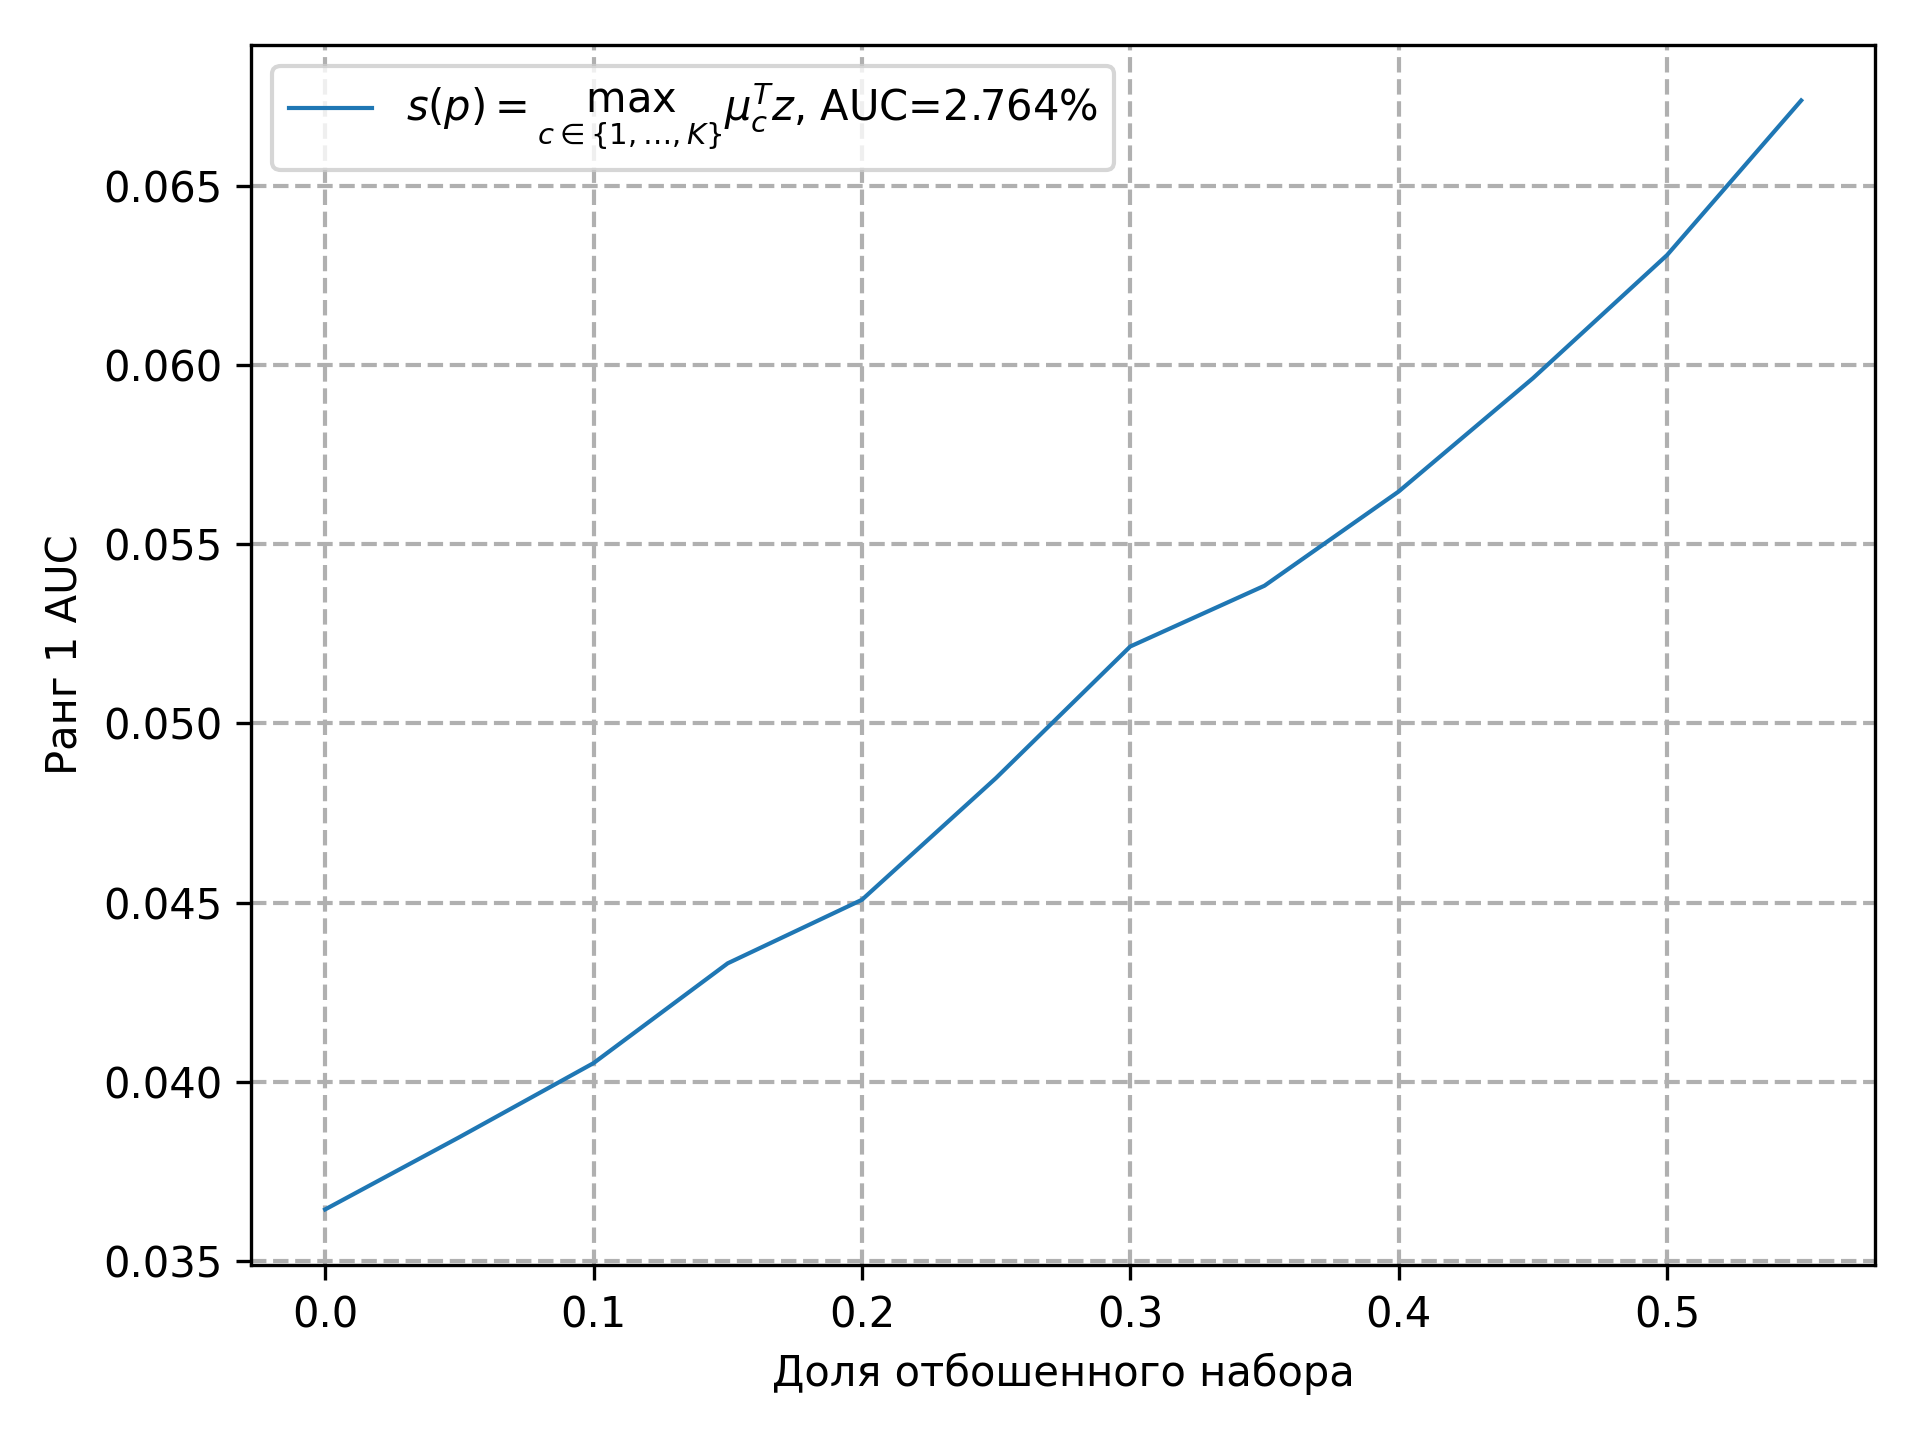 s(p) = max μ_c^T z, AUC=2.764%
c ∈ {1, ..., K}
0.065
0.060
0.055
0.050
0.045
0.040
0.035
Ранг 1 AUC
0.0 0.1 0.2 0.3 0.4 0.5
Доля отбошенного набора